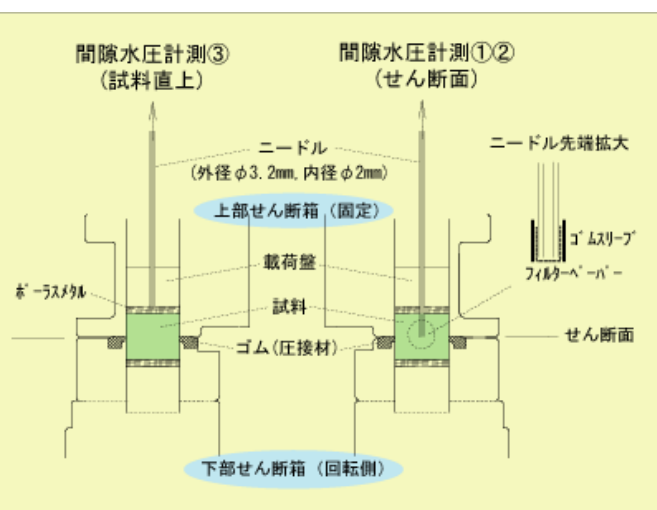 間隙水圧計測③
(試料直上)
間隙水圧計測①②
(せん断面)
ニードル
(外径φ3.2mm, 内径φ2mm)
ニードル先端拡大
上部せん断箱（固定）
ｺﾞﾑｽﾘｰﾌﾞ
載荷盤
ﾌｨﾙﾀｰﾍﾟｰﾊﾟｰ
ﾎﾟｰﾗｽﾒﾀﾙ
試料
せん断面
ゴム(圧接材)
下部せん断箱（回転側）